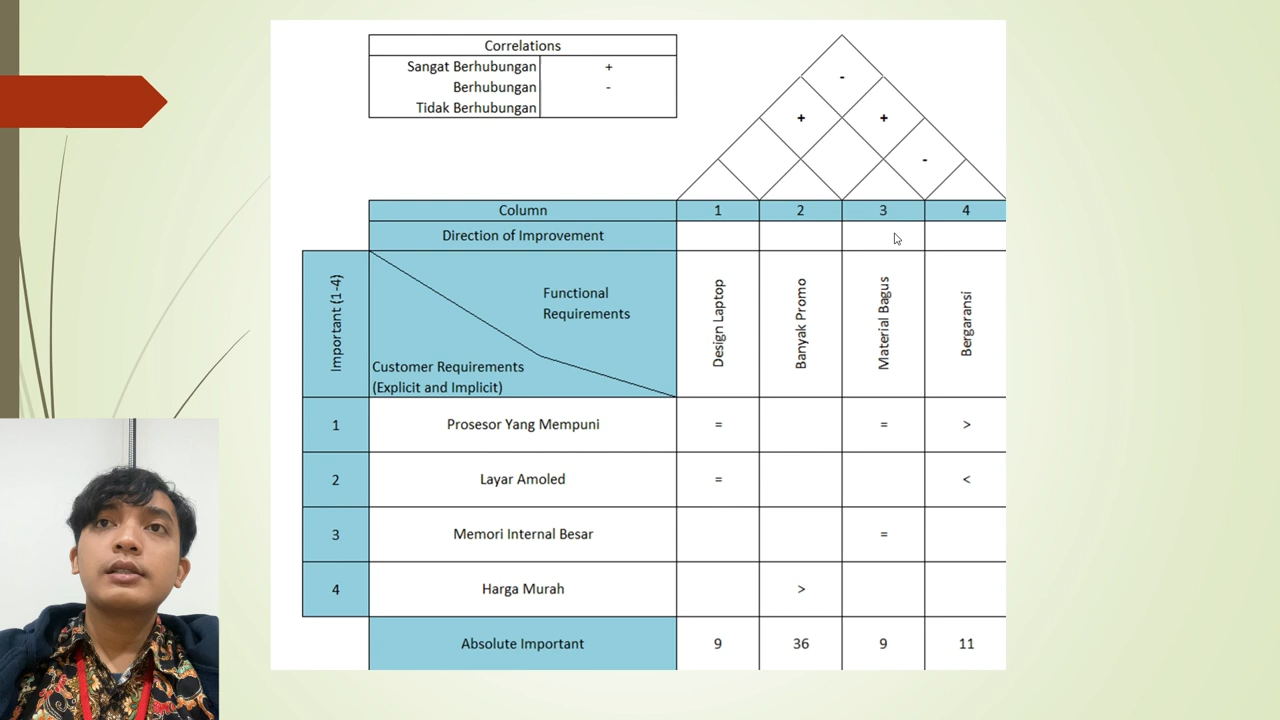 Correlations
Sangat Berhubungan +
Berhubungan -
Tidak Berhubungan
-
+ +
-
Column 1 2 3 4
Direction of Improvement
Important (1-4)
Functional
Requirements
Customer Requirements
(Explicit and Implicit)
Design Laptop
Banyak Promo
Material Bagus
Bergaransi
1 Prosesor Yang Mempuni = = >
2 Layar Amoled = <
3 Memori Internal Besar =
4 Harga Murah >
Absolute Important 9 36 9 11